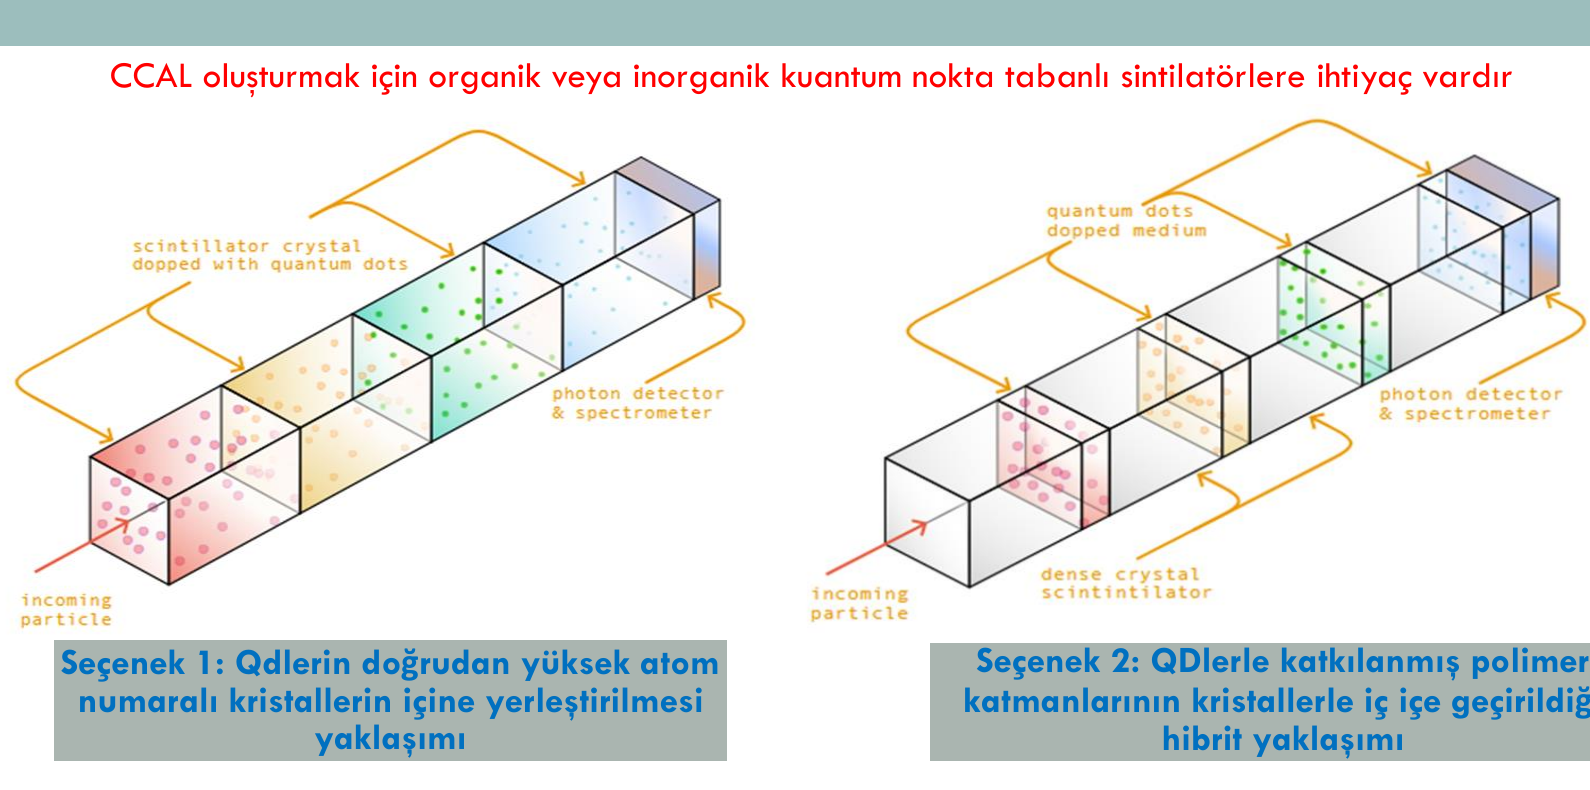 CCAL oluşturmak için organik veya inorganik kuantum nokta tabanlı sintilatörlere ihtiyaç vardır
scintillator crystal
dopped with quantum dots
photon detector
& spectrometer
incoming
particle
Seçenek 1: Qdlerin doğrudan yüksek atom
numaralı kristallerin içine yerleştirilmesi
yaklaşımı
quantum dots
dopped medium
photon detector
& spectrometer
dense crystal
scintintilator
incoming
particle
Seçenek 2: QDlerle katkılanmış polimer
katmanlarının kristallerle iç içe geçirildiğ
hibrit yaklaşımı